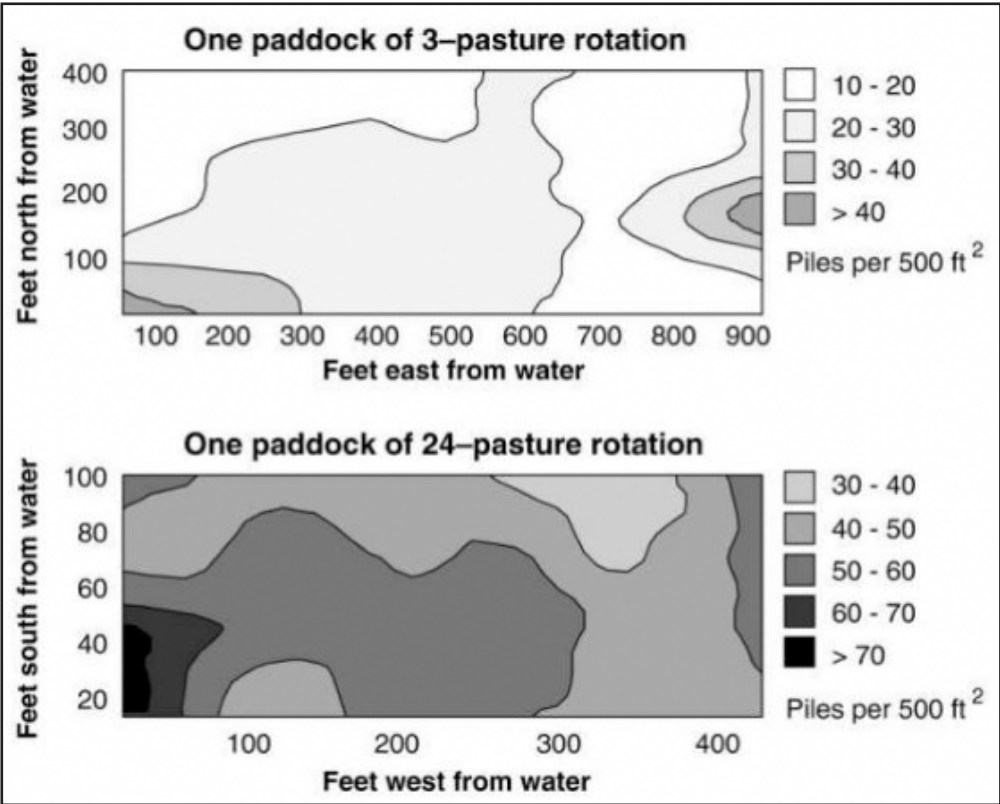 One paddock of 3–pasture rotation
Feet north from water
400
300
200
100
100 200 300 400 500 600 700 800 900
Feet east from water
10 - 20
20 - 30
30 - 40
> 40
Piles per 500 ft 2
One paddock of 24–pasture rotation
Feet south from water
100
80
60
40
20
100 200 300 400
Feet west from water
30 - 40
40 - 50
50 - 60
60 - 70
> 70
Piles per 500 ft 2